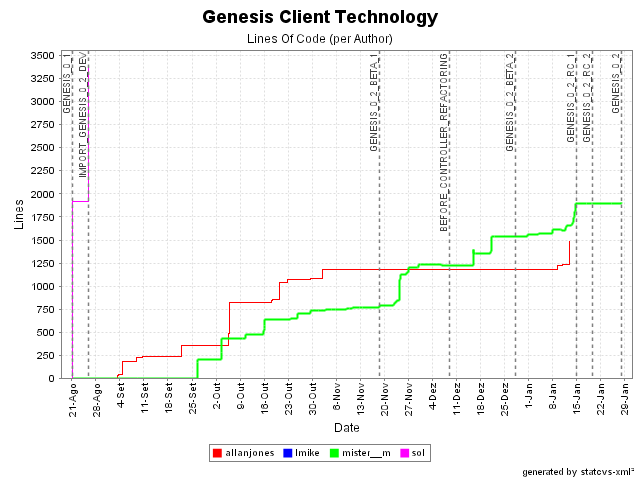 Genesis Client Technology
Lines Of Code (per Author)
Lines
3500
3250
3000
2750
2500
2250
2000
1750
1500
1250
1000
750
500
250
0
GENESIS_0_1
IMPORT_GENESIS_0_2_DEV
GENESIS_0_2_BETA_1
BEFORE_CONTROLLER_REFACTORING
GENESIS_0_2_BETA_2
GENESIS_0_2_RC_1
GENESIS_0_2_RC_2
GENESIS_0_2
21-Ago
28-Ago
4-Set
11-Set
18-Set
25-Set
2-Out
9-Out
16-Out
23-Out
30-Out
6-Nov
13-Nov
20-Nov
27-Nov
4-Dez
11-Dez
18-Dez
25-Dez
1-Jan
8-Jan
15-Jan
22-Jan
29-Jan
Date
allanjones lmike mister__m sol
generated by statcvs-xml²